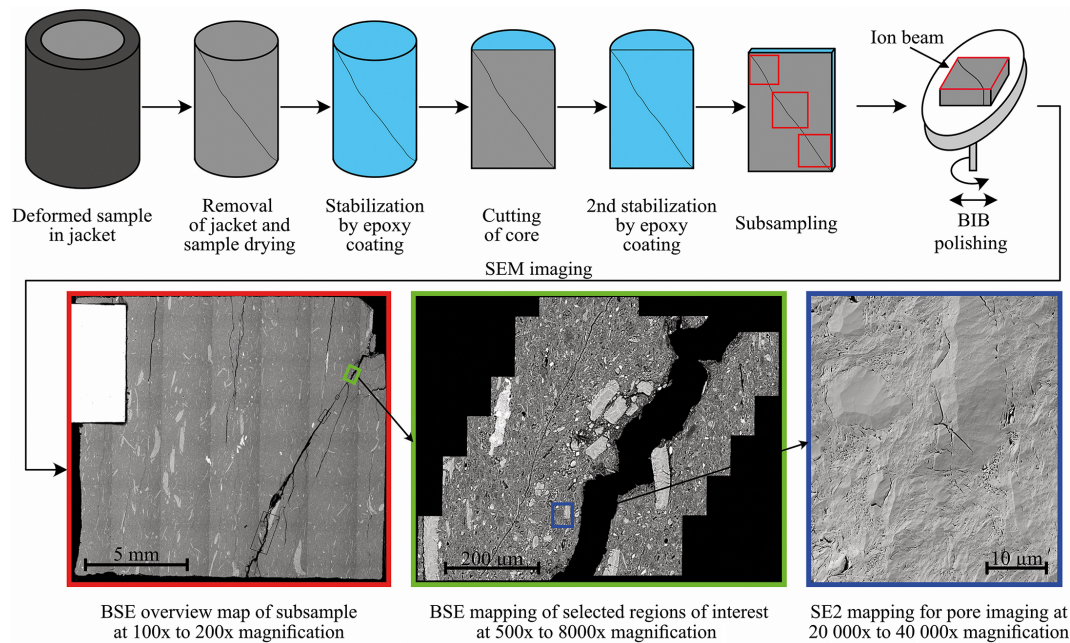 Ion beam
Deformed sample
in jacket
Removal
of jacket and
sample drying
Stabilization
by epoxy
coating
Cutting
of core
2nd stabilization
by epoxy
coating
Subsampling
BIB
polishing
SEM imaging
5 mm
200 µm
10 µm
BSE overview map of subsample
at 100x to 200x magnification
BSE mapping of selected regions of interest
at 500x to 8000x magnification
SE2 mapping for pore imaging at
20 000x to 40 000x magnification